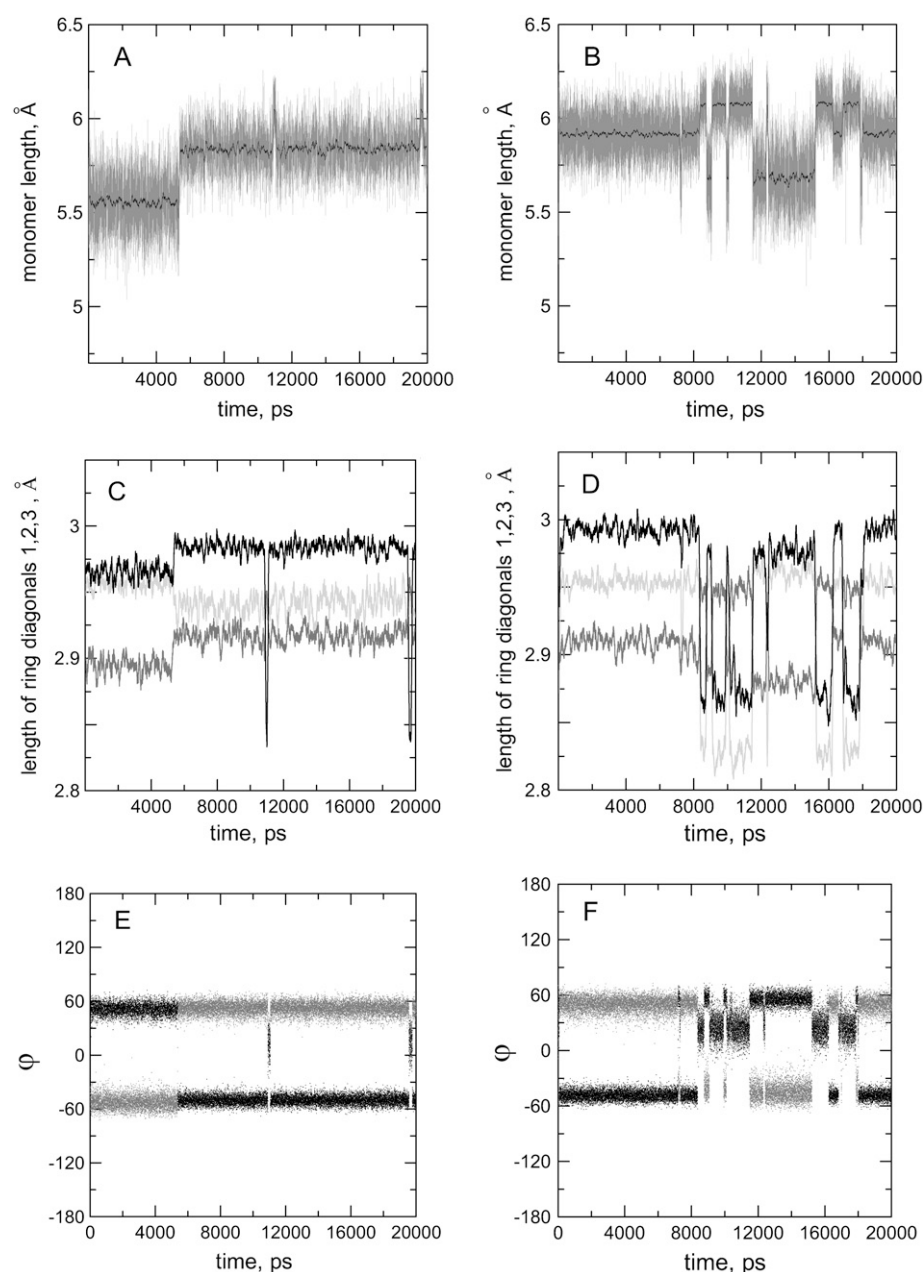 A
monomer length, Å
6.5
6
5.5
5
4000 8000 12000 16000 20000
time, ps
B
monomer length, Å
6.5
6
5.5
5
4000 8000 12000 16000 20000
time, ps
C
length of ring diagonals 1,2,3 , Å
3
2.9
2.8
4000 8000 12000 16000 20000
time, ps
D
length of ring diagonals 1,2,3 , Å
3
2.9
2.8
4000 8000 12000 16000 20000
time, ps
E
φ
180
120
60
0
-60
-120
-180
0 4000 8000 12000 16000 20000
time, ps
F
φ
180
120
60
0
-60
-120
-180
0 4000 8000 12000 16000 20000
time, ps